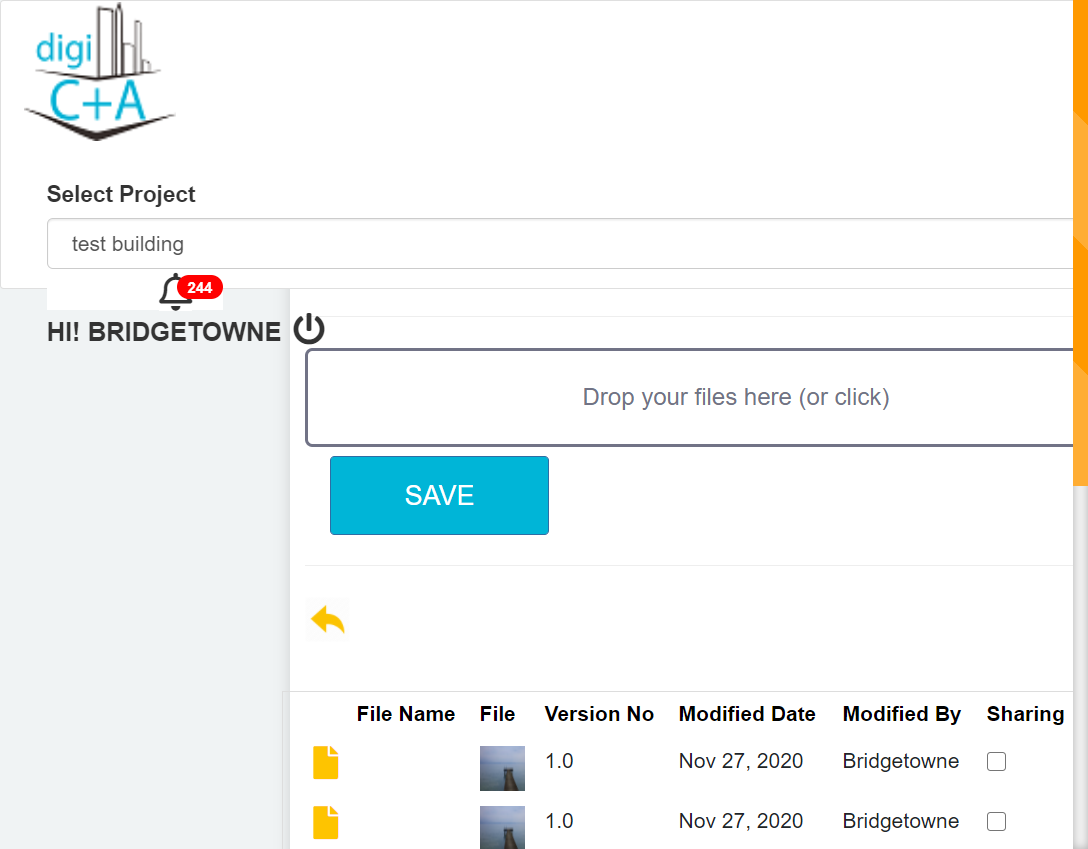 digi
C+A
Select Project
test building
244
HI! BRIDGETOWNE
Drop your files here (or click)
SAVE
File Name File Version No Modified Date Modified By Sharing
1.0 Nov 27, 2020 Bridgetowne
1.0 Nov 27, 2020 Bridgetowne